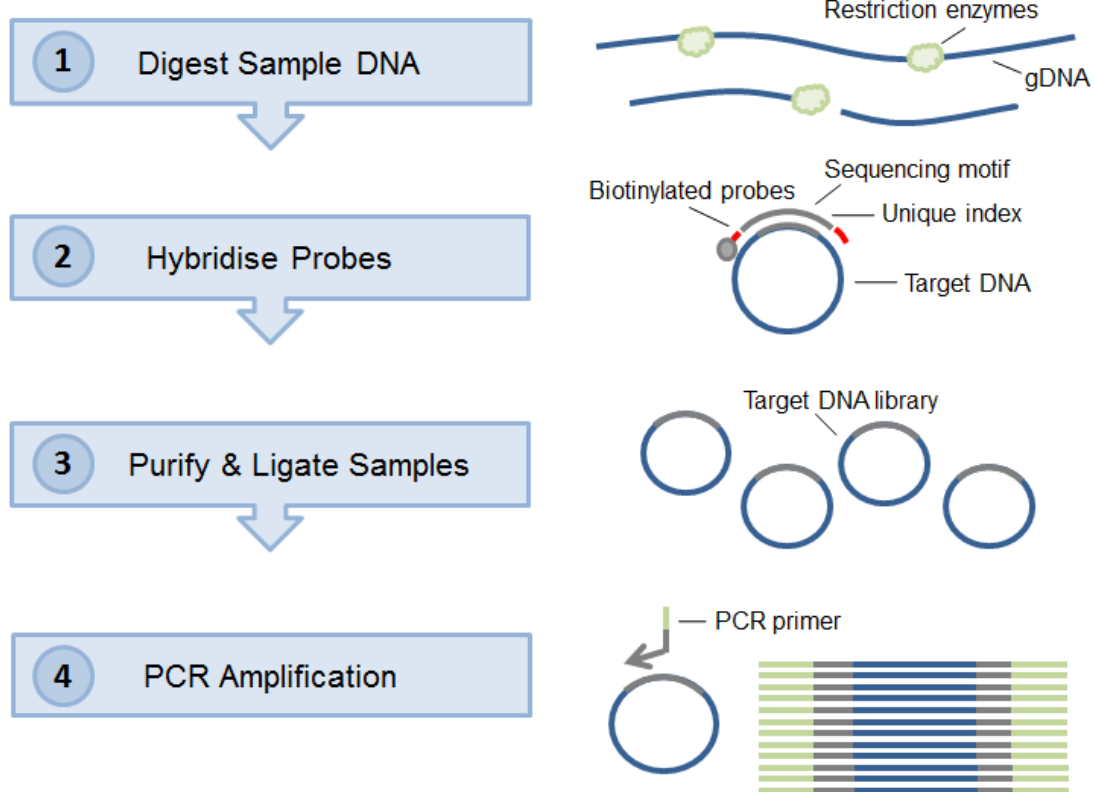 1 Digest Sample DNA
Restriction enzymes
gDNA
2 Hybridise Probes
Biotinylated probes
Sequencing motif
Unique index
Target DNA
3 Purify & Ligate Samples
Target DNA library
4 PCR Amplification
PCR primer